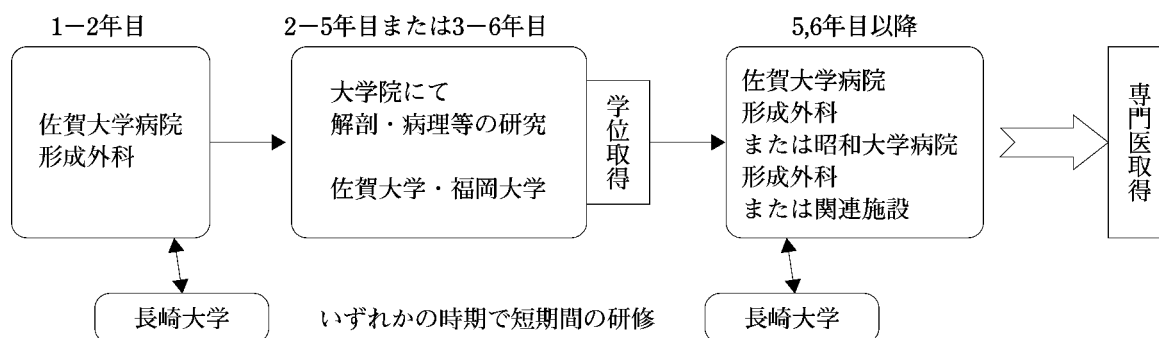 1−2年目
2−5年目または3−6年目
5,6年目以降
佐賀大学病院
形成外科
大学院にて
解剖・病理等の研究
佐賀大学・福岡大学
学位取得
佐賀大学病院
形成外科
または昭和大学病院
形成外科
または関連施設
専門医取得
長崎大学
いずれかの時期で短期間の研修
長崎大学